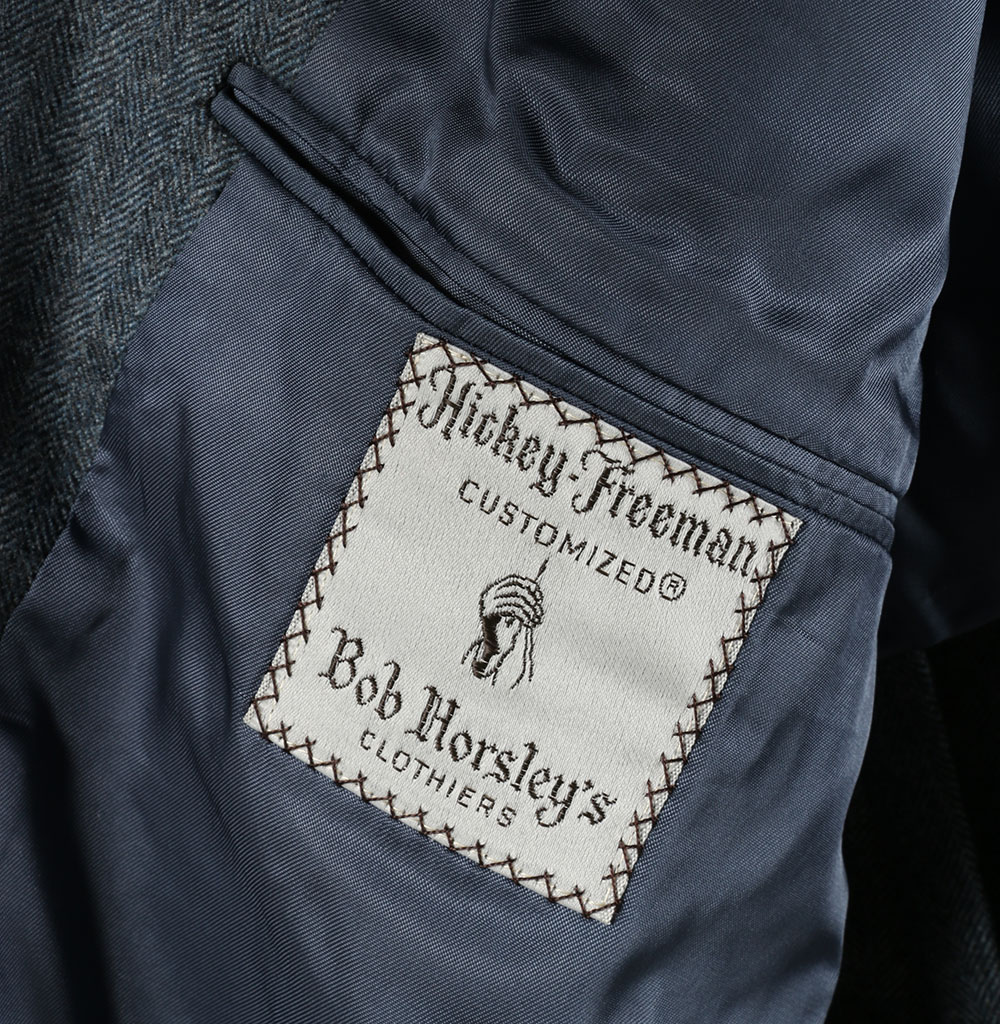 Hickey-Freeman
CUSTOMIZED®
Bob Horsley's
CLOTHIERS